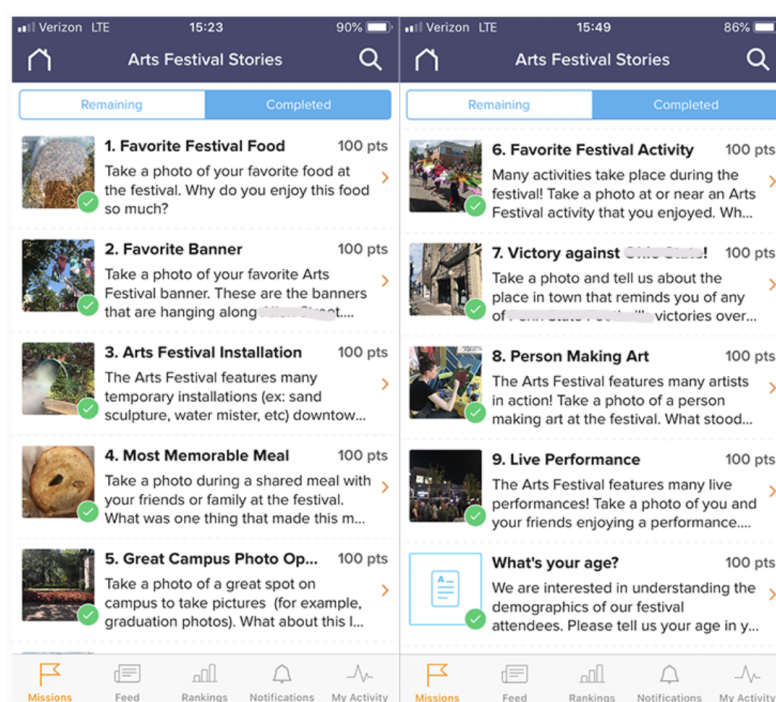 Verizon LTE 15:23 90%
Arts Festival Stories
Remaining Completed
1. Favorite Festival Food 100 pts
Take a photo of your favorite food at
the festival. Why do you enjoy this food
so much?
2. Favorite Banner 100 pts
Take a photo of your favorite Arts
Festival banner. These are the banners
that are hanging along
3. Arts Festival Installation 100 pts
The Arts Festival features many
temporary installations (ex: sand
sculpture, water mister, etc) downtow...
4. Most Memorable Meal 100 pts
Take a photo during a shared meal with
your friends or family at the festival.
What was one thing that made this m...
5. Great Campus Photo Op... 100 pts
Take a photo of a great spot on
campus to take pictures (for example,
graduation photos). What about this l...
Missions Feed Rankings Notifications My Activity
Verizon LTE 15:49 86%
Arts Festival Stories
Remaining Completed
6. Favorite Festival Activity 100 pts
Many activities take place during the
festival! Take a photo at or near an Arts
Festival activity that you enjoyed. Wh...
7. Victory against ! 100 pts
Take a photo and tell us about the
place in town that reminds you of any
of victories over...
8. Person Making Art 100 pts
The Arts Festival features many artists
in action! Take a photo of a person
making art at the festival. What stood...
9. Live Performance 100 pts
The Arts Festival features many live
performances! Take a photo of you and
your friends enjoying a performance....
What's your age? 100 pts
We are interested in understanding the
demographics of our festival
attendees. Please tell us your age in y...
Missions Feed Rankings Notifications My Activity